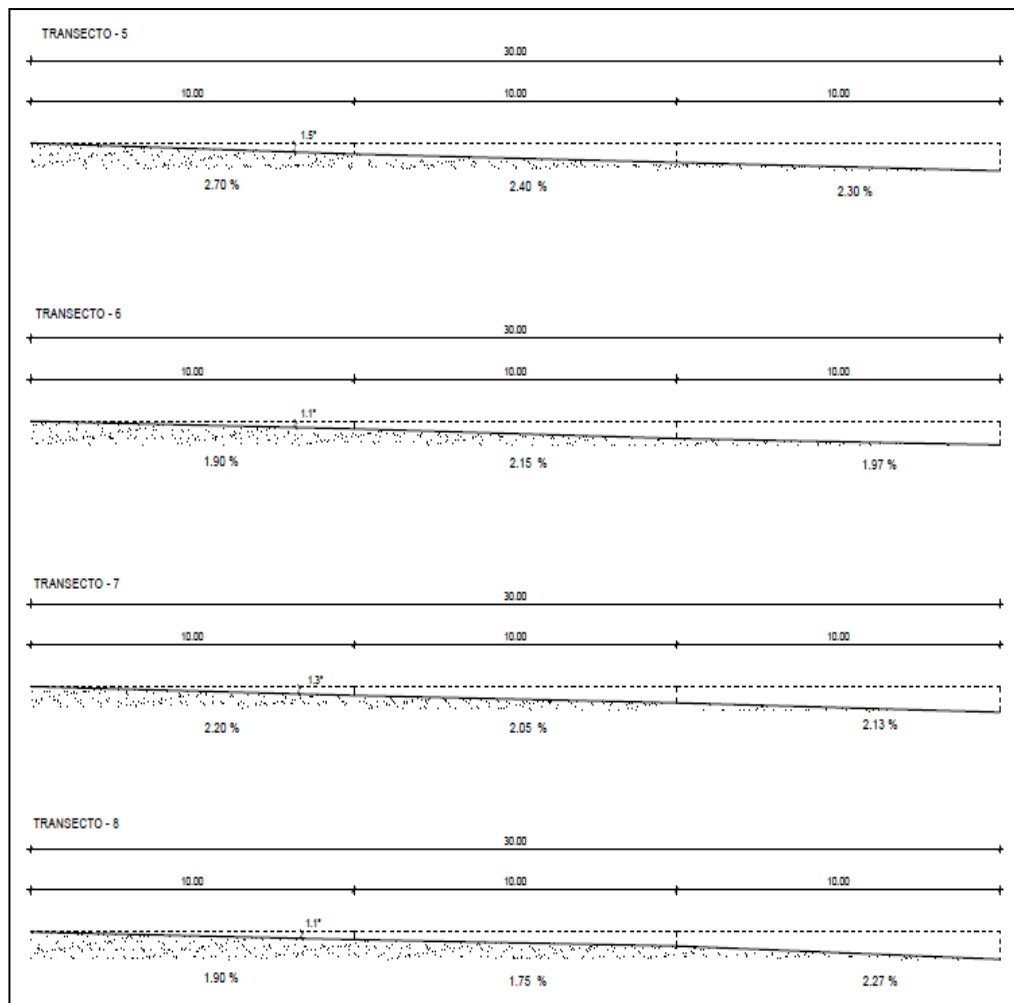 TRANSECTO - 5
30.00
10.00 10.00 10.00
1.5°
2.70 % 2.40 % 2.30 %
TRANSECTO - 6
30.00
10.00 10.00 10.00
1.1°
1.90 % 2.15 % 1.97 %
TRANSECTO - 7
30.00
10.00 10.00 10.00
1.3°
2.20 % 2.05 % 2.13 %
TRANSECTO - 8
30.00
10.00 10.00 10.00
1.1°
1.90 % 1.75 % 2.27 %